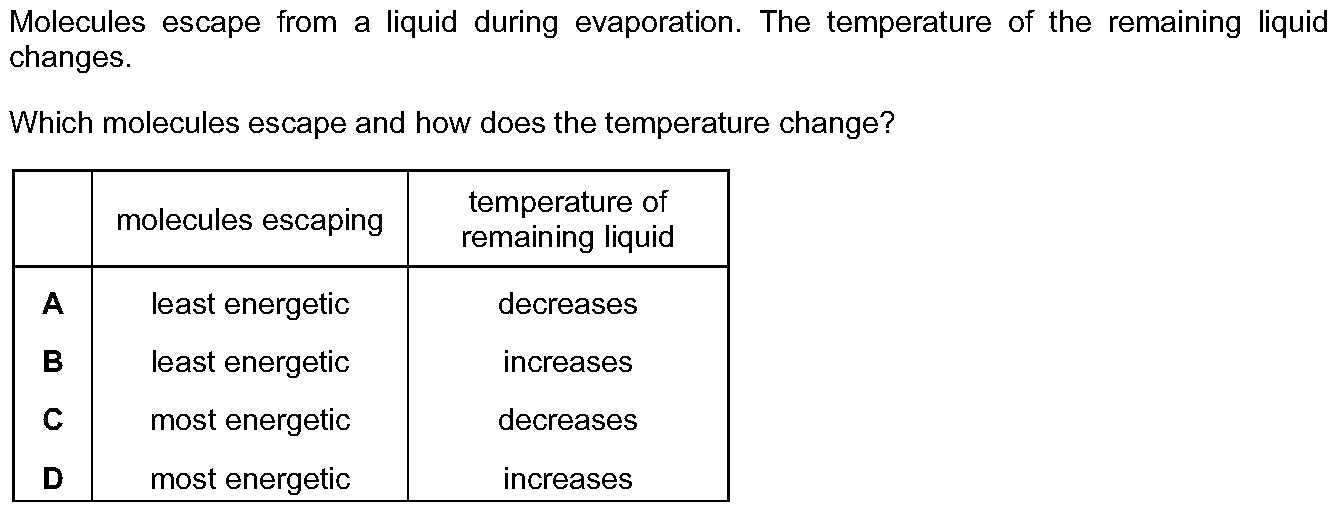 Molecules escape from a liquid during evaporation. The temperature of the remaining liquid
changes.
Which molecules escape and how does the temperature change?
molecules escaping
temperature of
remaining liquid
A least energetic decreases
B least energetic increases
C most energetic decreases
D most energetic increases